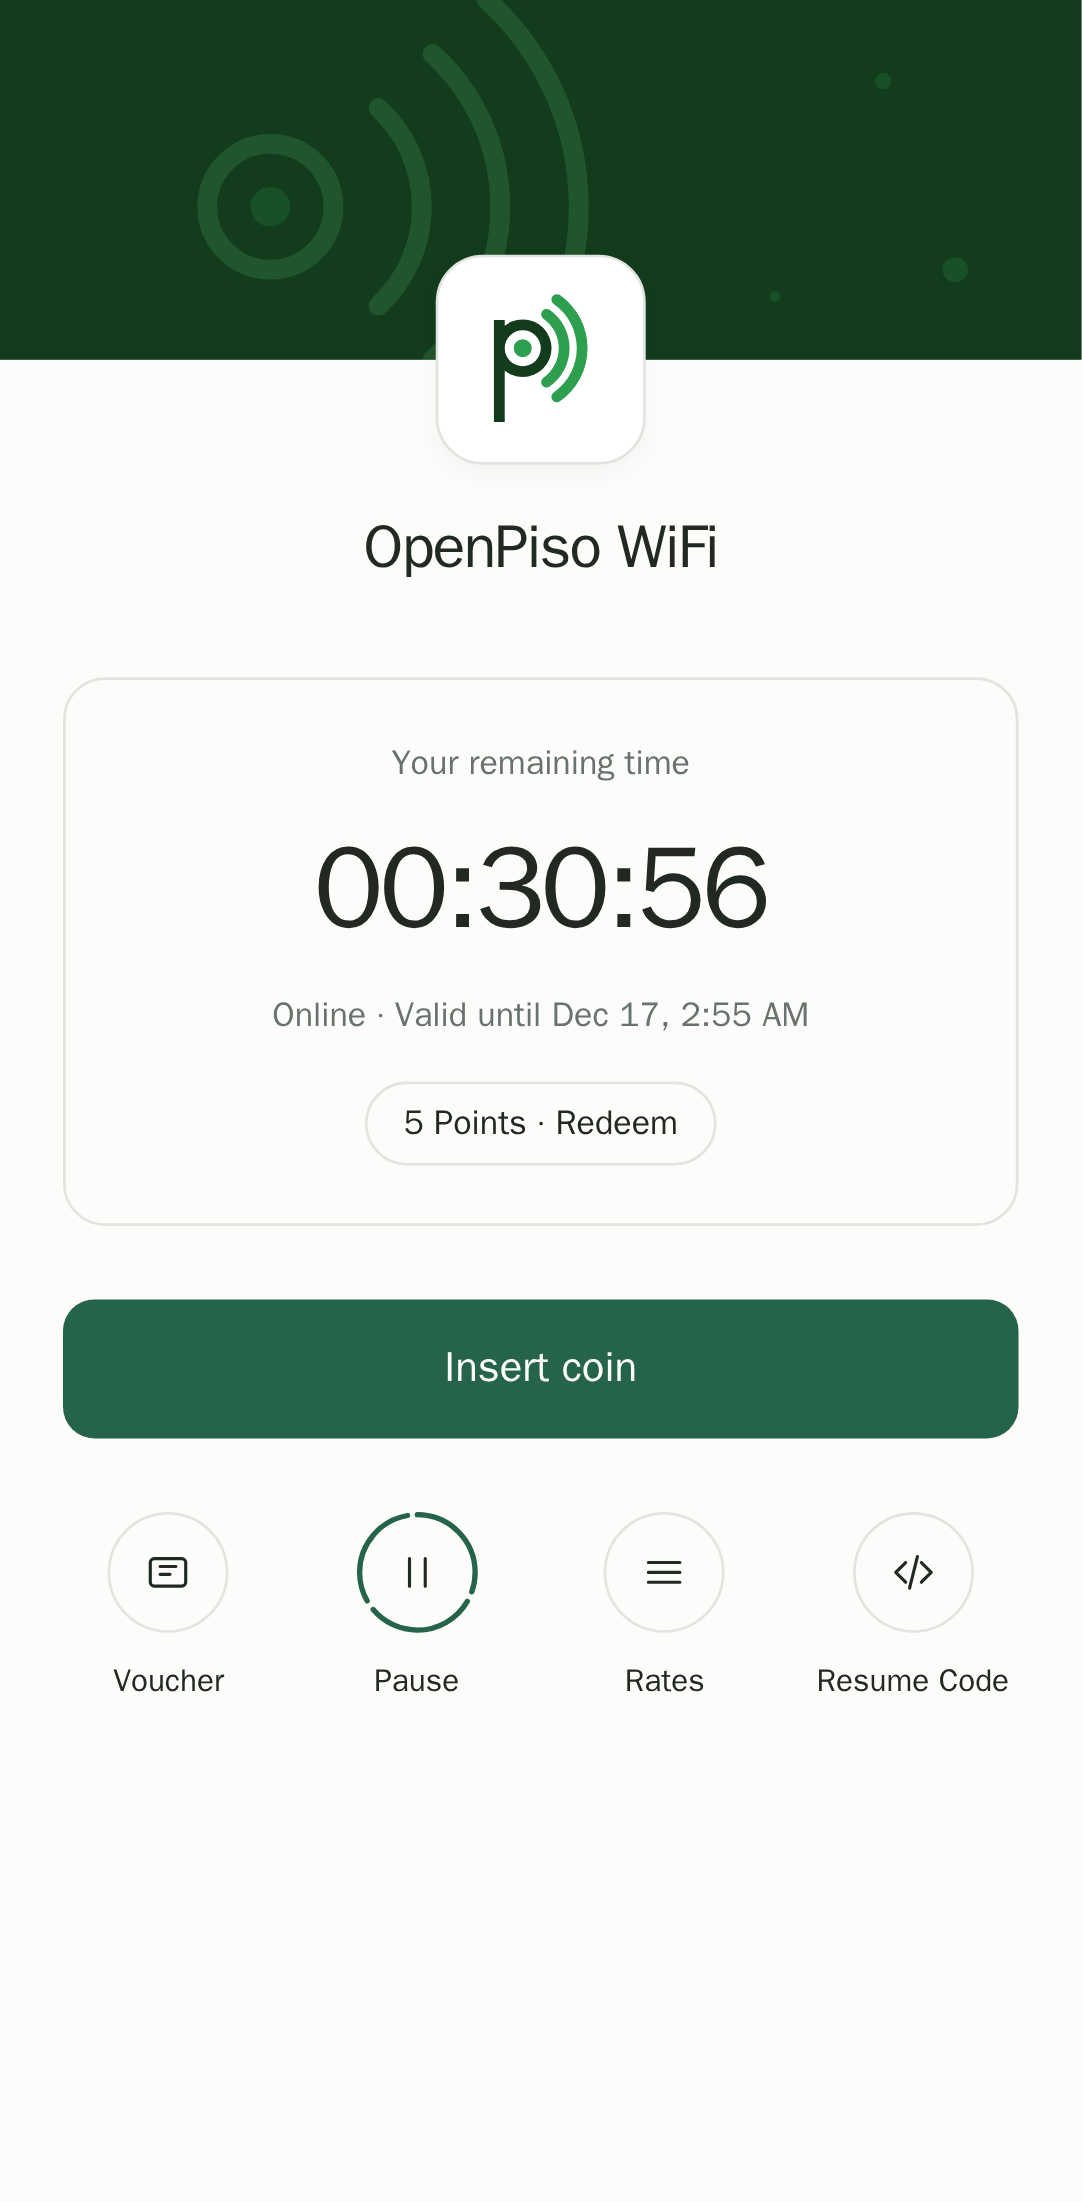 OpenPiso WiFi
Your remaining time
00:30:56
Online · Valid until Dec 17, 2:55 AM
5 Points · Redeem
Insert coin
Voucher
Pause
Rates
Resume Code